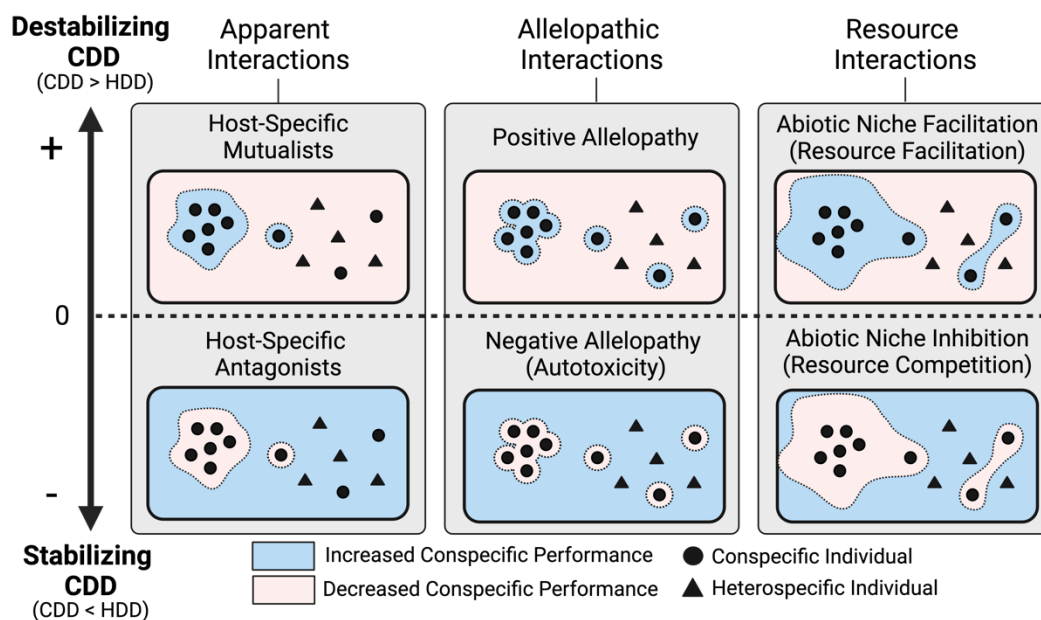 Destabilizing
CDD
(CDD > HDD)
Apparent
Interactions
Allelopathic
Interactions
Resource
Interactions
+
0
-
Host-Specific
Mutualists
Positive Allelopathy
Abiotic Niche Facilitation
(Resource Facilitation)
Host-Specific
Antagonists
Negative Allelopathy
(Autotoxicity)
Abiotic Niche Inhibition
(Resource Competition)
Stabilizing
CDD
(CDD < HDD)
Increased Conspecific Performance
Decreased Conspecific Performance
Conspecific Individual
Heterospecific Individual